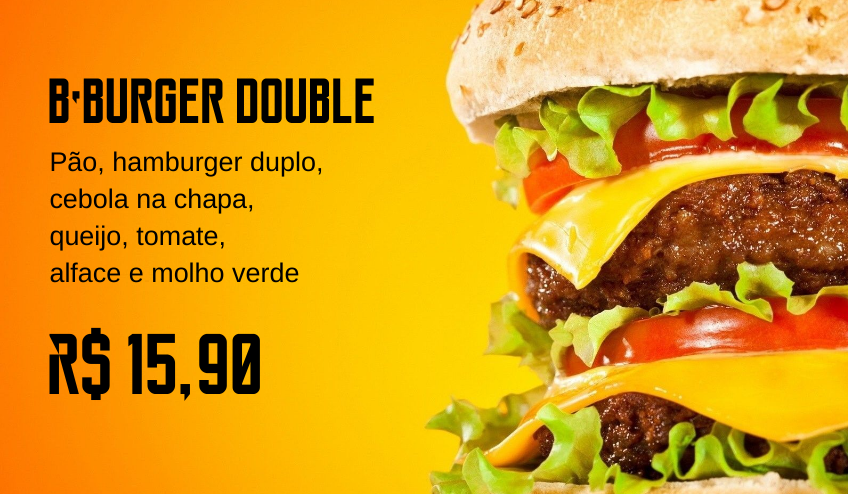 B·BURGER DOUBLE
Pão, hamburger duplo,
cebola na chapa,
queijo, tomate,
alface e molho verde
R$ 15,90